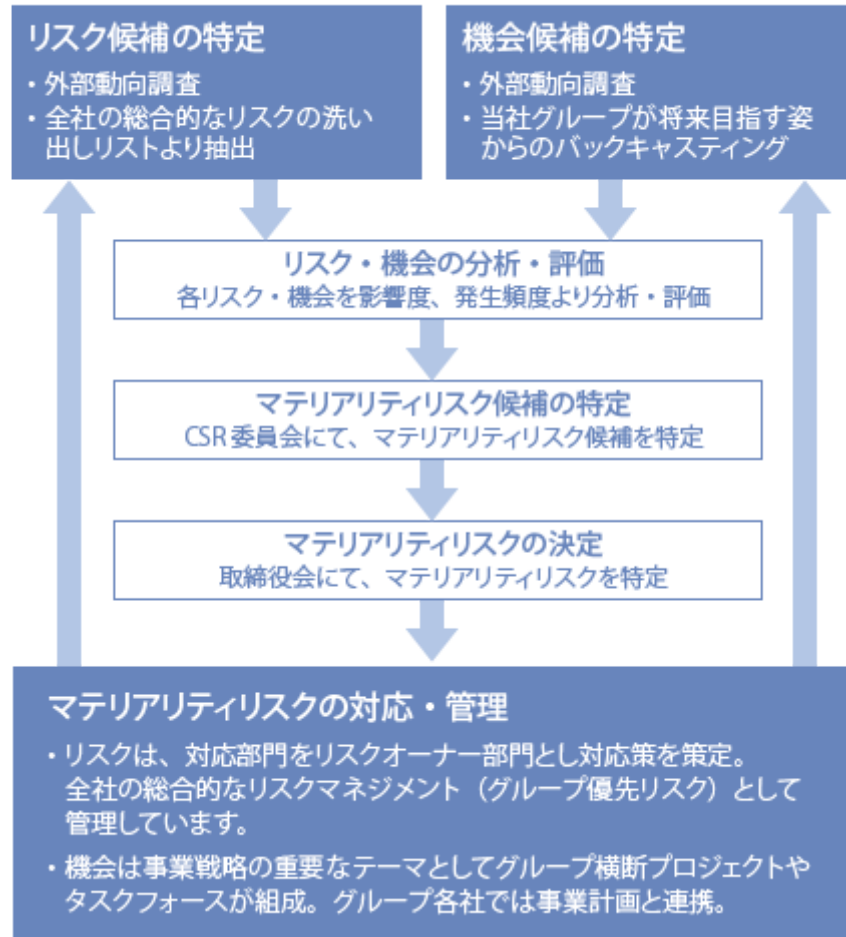 リスク候補の特定
・外部動向調査
・全社の総合的なリスクの洗い
出しリストより抽出
機会候補の特定
・外部動向調査
・当社グループが将来目指す姿
からのバックキャスティング
リスク・機会の分析・評価
各リスク・機会を影響度、発生頻度より分析・評価
マテリアリティリスク候補の特定
CSR 委員会にて、マテリアリティリスク候補を特定
マテリアリティリスクの決定
取締役会にて、マテリアリティリスクを特定
マテリアリティリスクの対応・管理
・リスクは、対応部門をリスクオーナー部門とし対応策を策定。
全社の総合的なリスクマネジメント（グループ優先リスク）として
管理しています。
・機会は事業戦略の重要なテーマとしてグループ横断プロジェクトや
タスクフォースが組成。グループ各社では事業計画と連携。